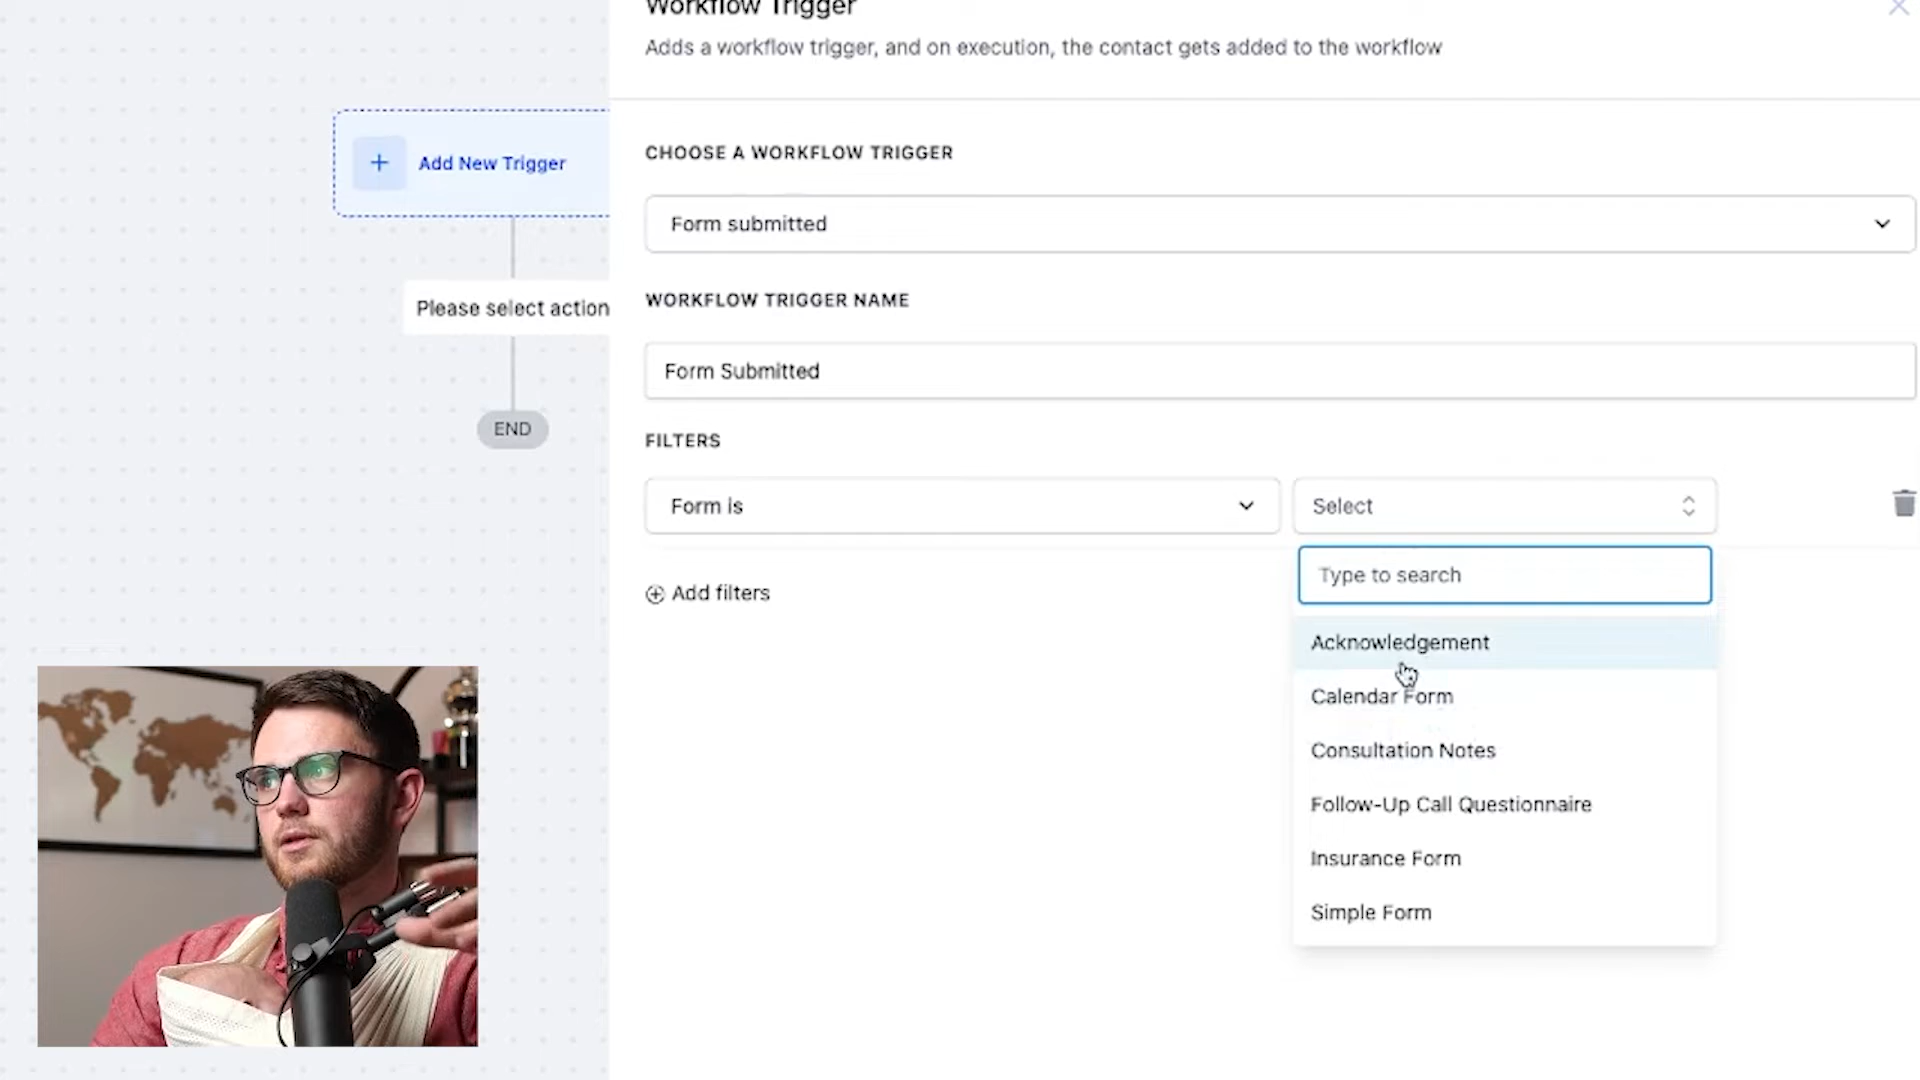 Workflow Trigger
Adds a workflow trigger, and on execution, the contact gets added to the workflow
Add New Trigger
Please select action
END
CHOOSE A WORKFLOW TRIGGER
Form submitted
WORKFLOW TRIGGER NAME
Form Submitted
FILTERS
Form is
Select
Type to search
Add filters
Acknowledgement
Calendar Form
Consultation Notes
Follow-Up Call Questionnaire
Insurance Form
Simple Form